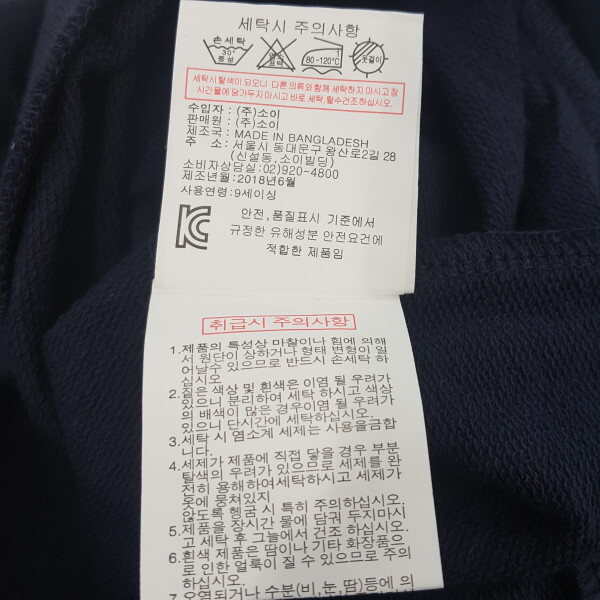 세탁시 주의사항
손세탁
30°
중성
80-120℃
옷걸이
세탁시 탈색이 되오니 다른 의류와 함께 세탁하지 마시고 장
시간 물에 담가두지 마시고 바로 세탁, 탈수건조하십시오.
수입자 : (주)소이
판매원 : (주)소이
제조국 : MADE IN BANGLADESH
주 소 : 서울시 동대문구 왕산로2길 28
(신설동, 소이빌딩)
소비자상담실: 02)920-4800
제조년월 : 2018년6월
사용연령 : 9세이상
안전,품질표시 기준에서
규정한 유해성분 안전요건에
적합한 제품임
취급시 주의사항
1.제품의 특성상 마찰이나 힘에 의해
서 원단이 상하거나 형태 변형이 일
어날수 있으므로 반드시 손세탁 하
십시오
2.짙은 색상 및 흰색은 이염 될 우려가
있으니 분리하여 세탁 하시고 색상
의 배색이 많은 경우이염 될 우려가
있으니 단시간에 세탁하십시오.
3.세탁 시 염소계 세제는 사용을금합
니다.
4.세제가 제품에 직접 닿을 경우 부분
탈색의 우려가 있으므로 세제를 완
전히 용해하여세탁하시고 세제가
옷에 뭉쳐있지
않도록 헹굼 시 특히 주의하십시오.
5.제품을 장시간 물에 담궈 두지마시
고 세탁 후 그늘에서 건조 하십시오.
6.흰색 제품은 땀이나 기타 화장품으
로 인한 얼룩이 질 수 있으므로 주의
하십시오.
7.오염되거나 수분(비,눈,땀)등에 의